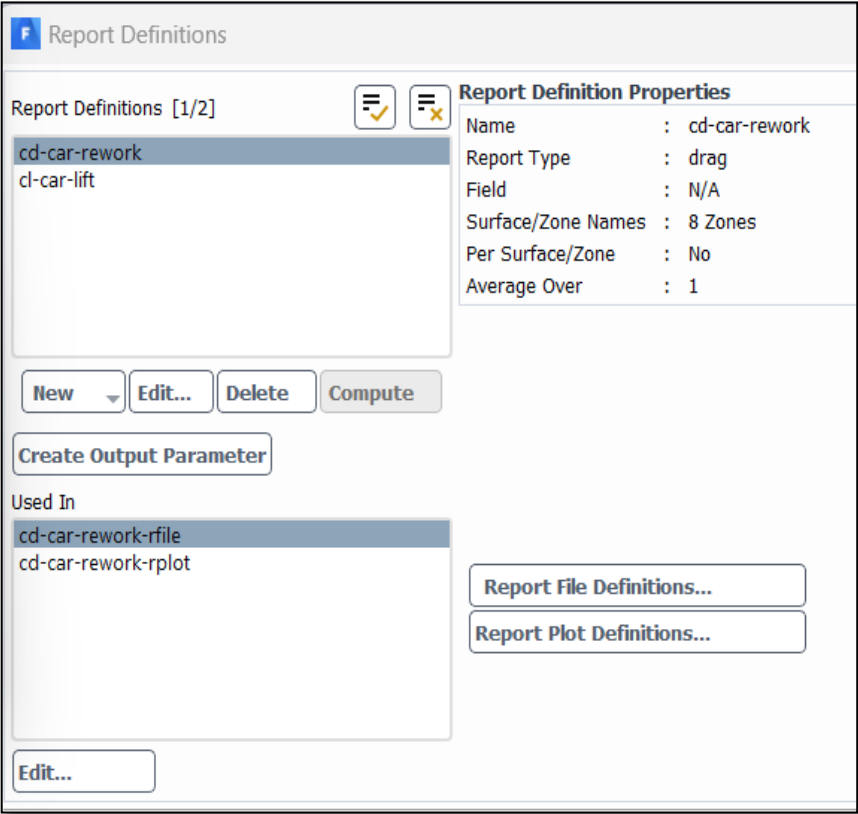 F Report Definitions
Report Definitions [1/2]
cd-car-rework
cl-car-lift
New
Edit...
Delete
Compute
Create Output Parameter
Used In
cd-car-rework-rfile
cd-car-rework-rplot
Edit...
Report Definition Properties
Name : cd-car-rework
Report Type : drag
Field : N/A
Surface/Zone Names : 8 Zones
Per Surface/Zone : No
Average Over : 1
Report File Definitions...
Report Plot Definitions...